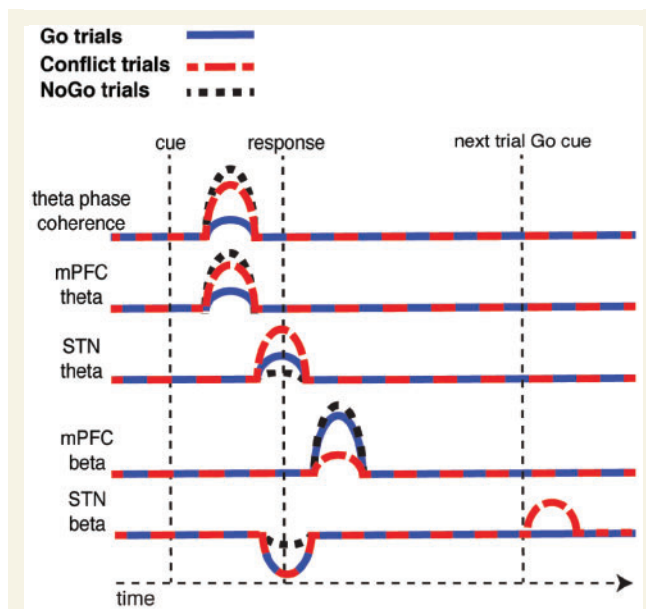 Go trials
Conflict trials
NoGo trials
cue
response
next trial Go cue
theta phase
coherence
mPFC
theta
STN
theta
mPFC
beta
STN
beta
time